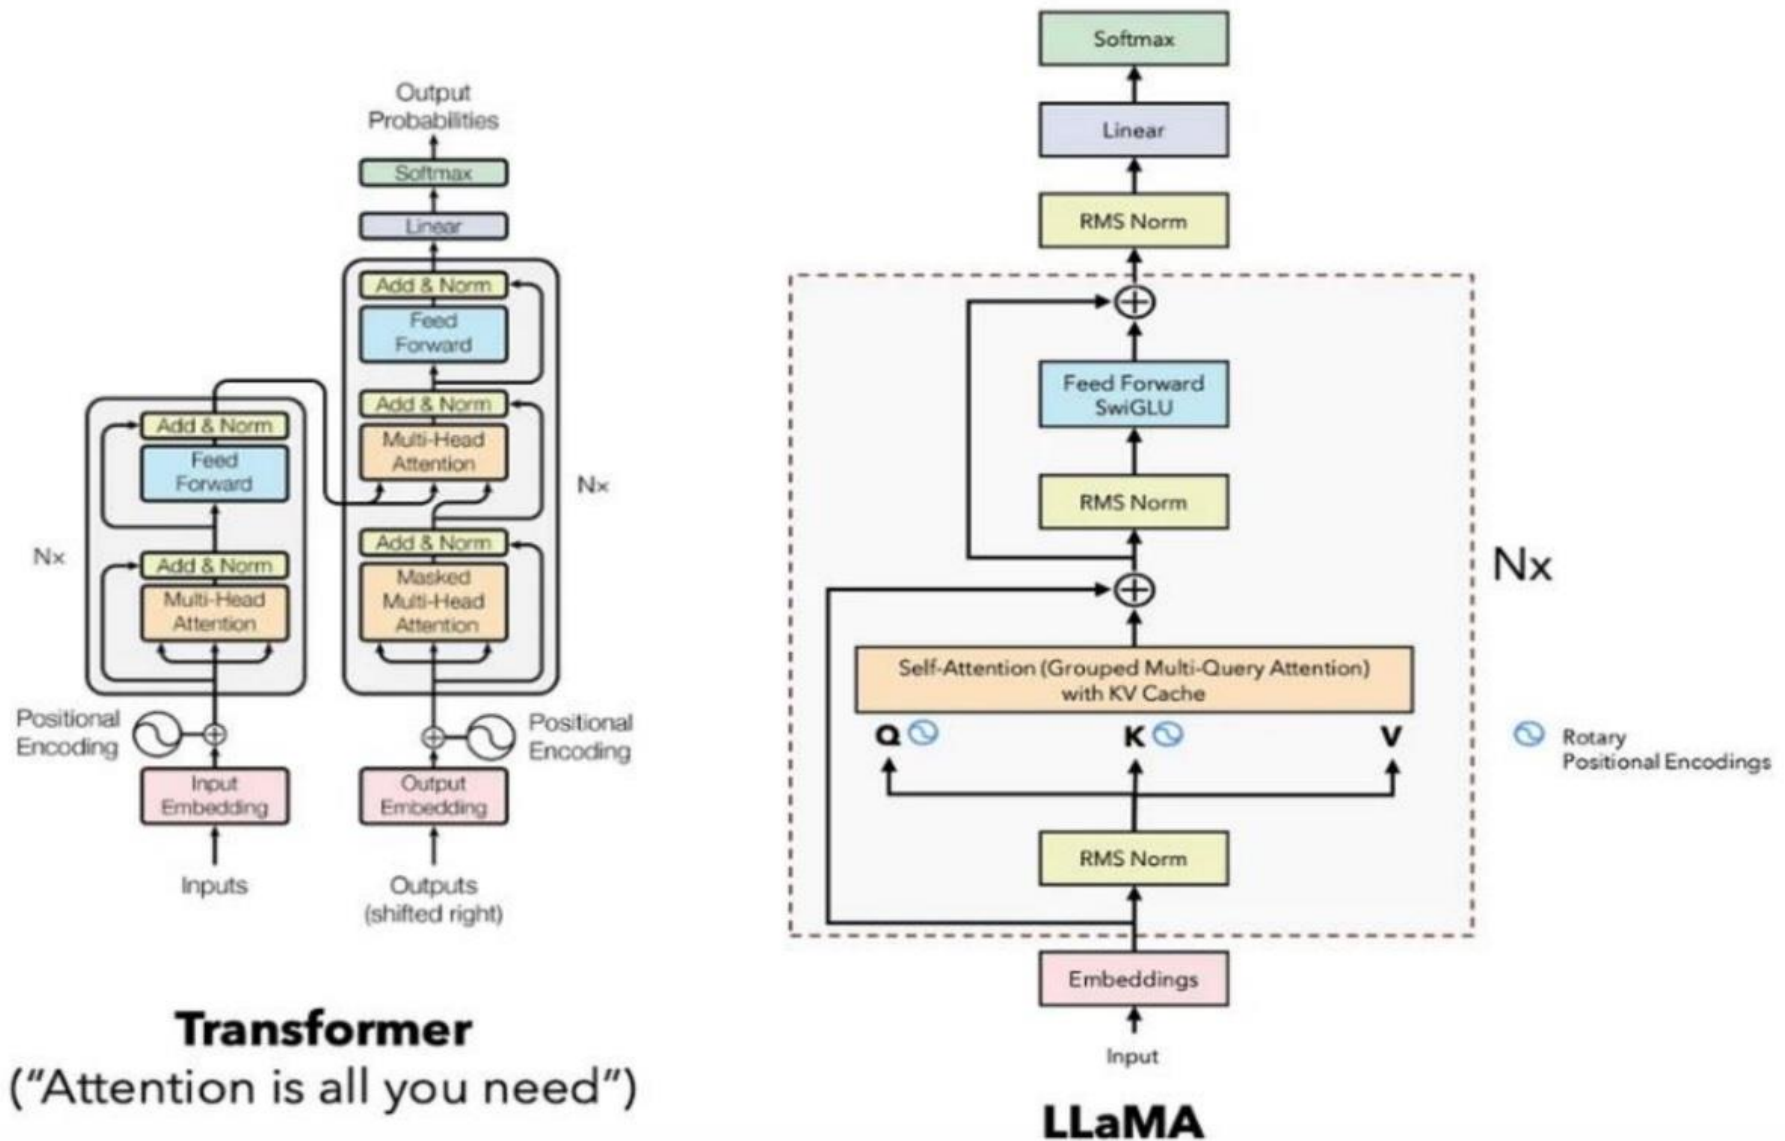 Output
Probabilities
Softmax
Linear
Add & Norm
Feed
Forward
Add & Norm
Multi-Head
Attention
Nx
Add & Norm
Masked
Multi-Head
Attention
Add & Norm
Feed
Forward
Nx
Add & Norm
Multi-Head
Attention
Positional
Encoding
Positional
Encoding
Input
Embedding
Output
Embedding
Inputs
Outputs
(shifted right)
Transformer
("Attention is all you need")
Softmax
Linear
RMS Norm
Feed Forward
SwiGLU
RMS Norm
Nx
Self-Attention (Grouped Multi-Query Attention)
with KV Cache
Q K V
Rotary
Positional Encodings
RMS Norm
Embeddings
Input
LLaMA